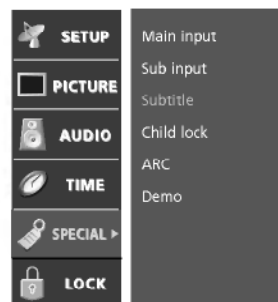 SETUP
PICTURE
AUDIO
TIME
SPECIAL
LOCK
Main input
Sub input
Subtitle
Child lock
ARC
Demo